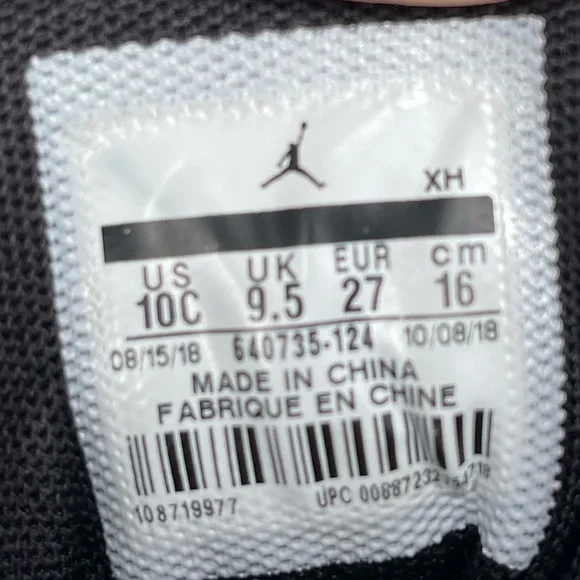 XH
US UK EUR cm
10C 9.5 27 16
08/15/18 640735-124 10/08/18
MADE IN CHINA
FABRIQUE EN CHINE
108719977 UPC